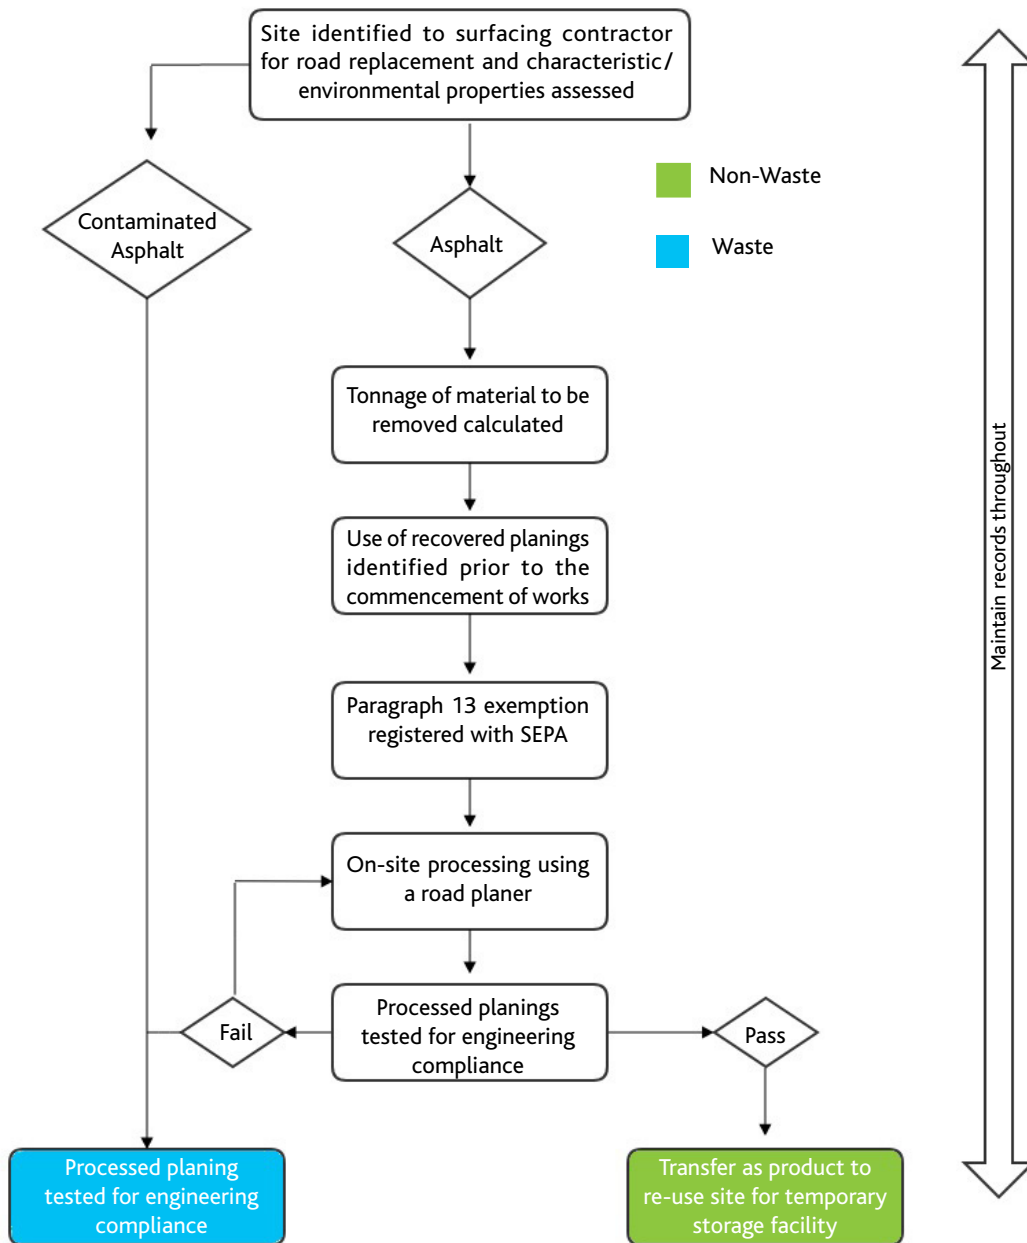 Site identified to surfacing contractor
for road replacement and characteristic/
environmental properties assessed
Contaminated
Asphalt
Asphalt
Non-Waste
Waste
Tonnage of material to be
removed calculated
Use of recovered planings
identified prior to the
commencement of works
Paragraph 13 exemption
registered with SEPA
On-site processing using
a road planer
Processed planings
tested for engineering
compliance
Fail
Pass
Processed planing
tested for engineering
compliance
Transfer as product to
re-use site for temporary
storage facility
Maintain records throughout